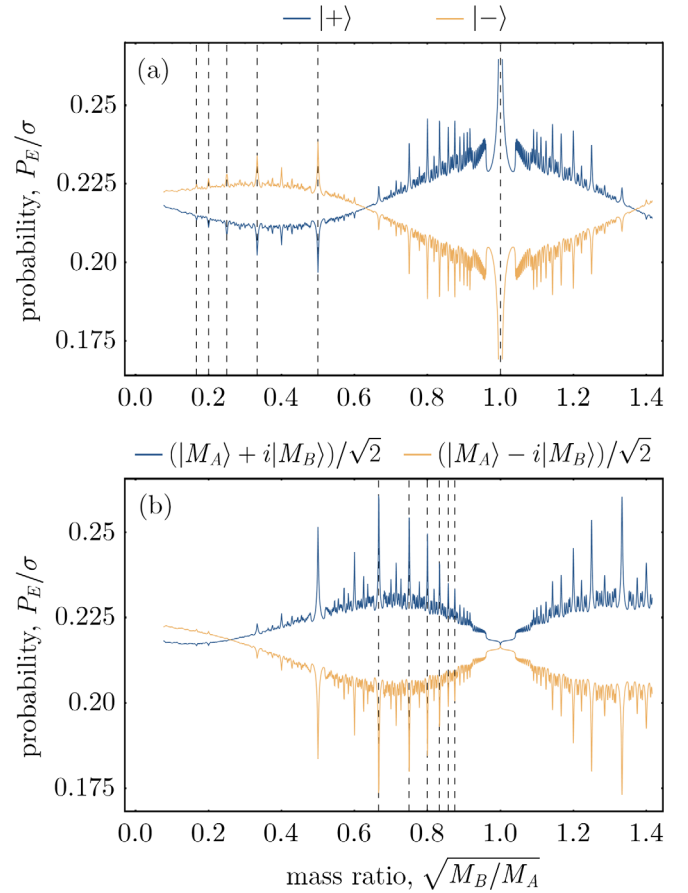 |+⟩ |−⟩
(a)
0.25
0.225
0.20
0.175
probability, P_E/σ
0.0 0.2 0.4 0.6 0.8 1.0 1.2 1.4
(|M_A⟩ + i|M_B⟩)/√2 (|M_A⟩ − i|M_B⟩)/√2
(b)
0.25
0.225
0.20
0.175
probability, P_E/σ
0.0 0.2 0.4 0.6 0.8 1.0 1.2 1.4
mass ratio, √M_B/M_A